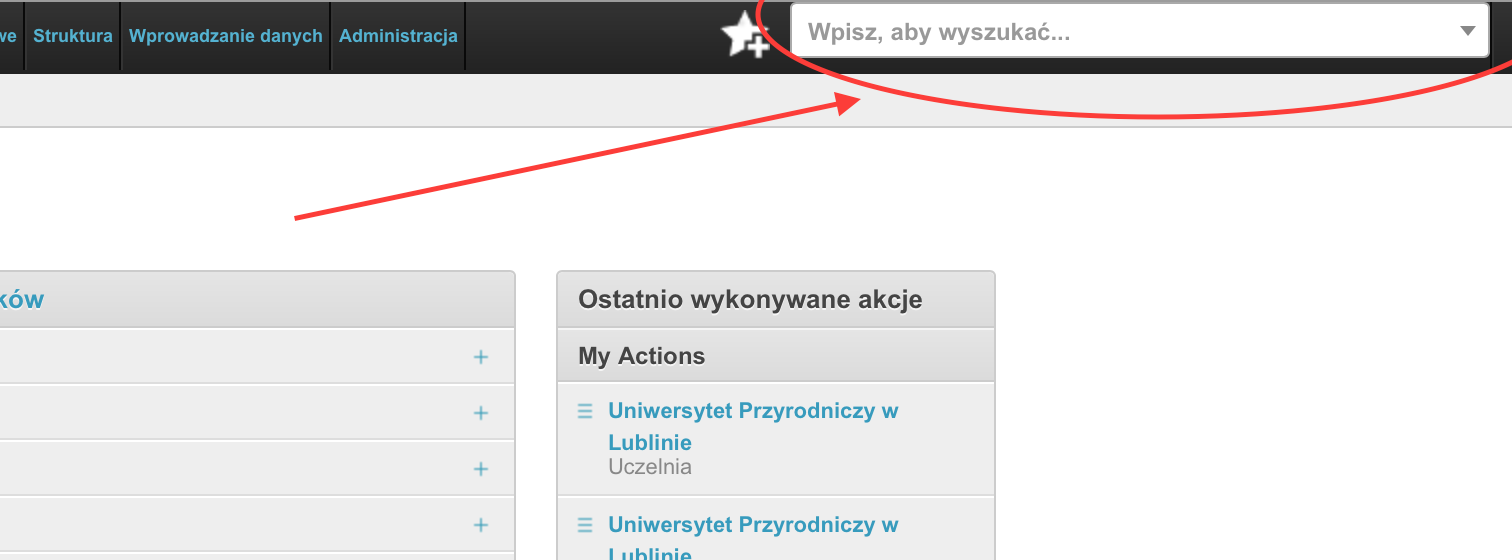 we Struktura Wprowadzanie danych Administracja Wpisz, aby wyszukać...
ków
Ostatnio wykonywane akcje
My Actions
Uniwersytet Przyrodniczy w
Lublinie
Uczelnia
Uniwersytet Przyrodniczy w
Lublinie